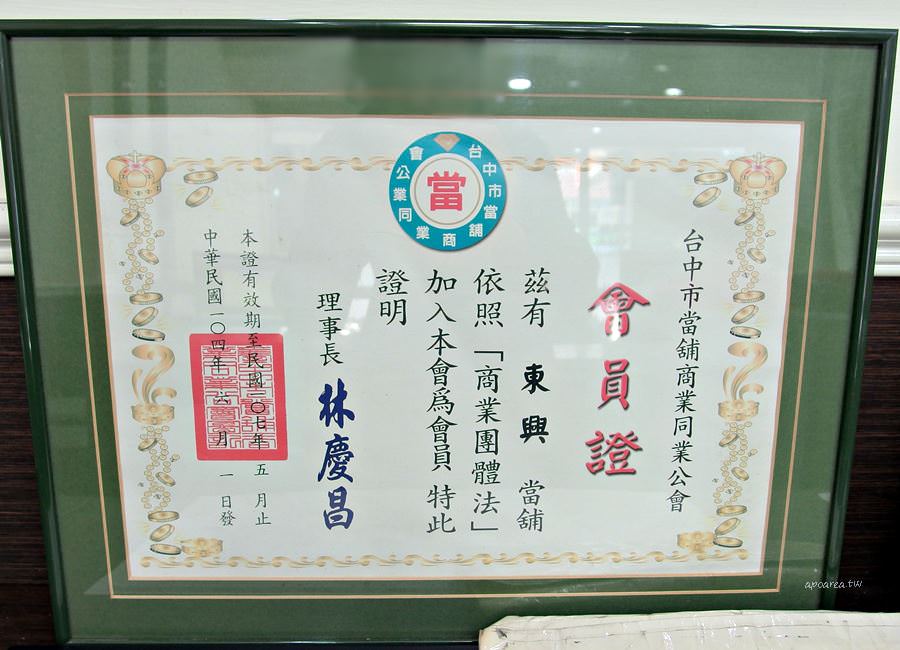 台中市當舖商業同業公會
當
台中市當舖商業同業公會
會員證
茲有 東興 當舖
依照「商業團體法」
加入本會為會員 特此
證明
理事長 林慶昌
本證有效期至民國一〇七年 五 月止
中華民國一〇四年 六 月 一 日發
apoarea.tw